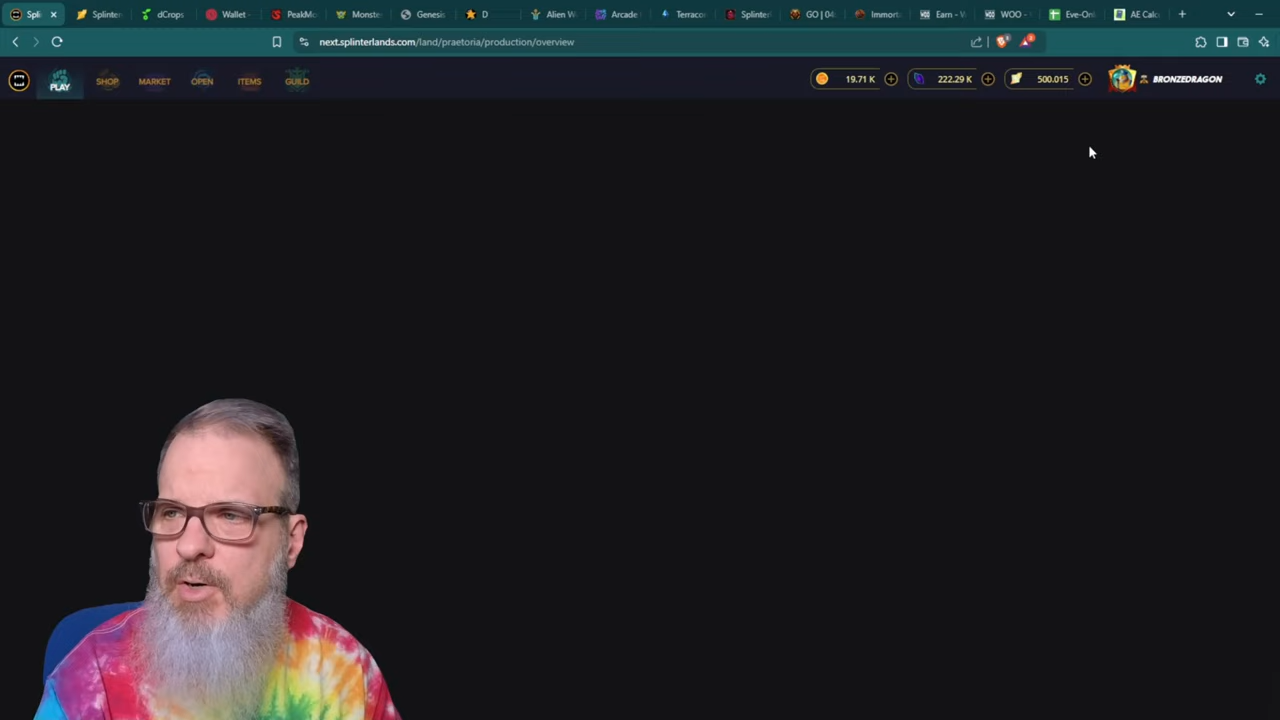 Spli
Splinter
dCrops
Wallet -
PeakMo
Monste
Genesis
D
Alien W
Arcade
Terraco
Splinter
GO | 04
Immort
Earn - W
WOO -
Eve-Onl
AE Calc
next.splinterlands.com/land/praetoria/production/overview
PLAY
SHOP
MARKET
OPEN
ITEMS
GUILD
19.71 K
222.29 K
500.015
BRONZEDRAGON